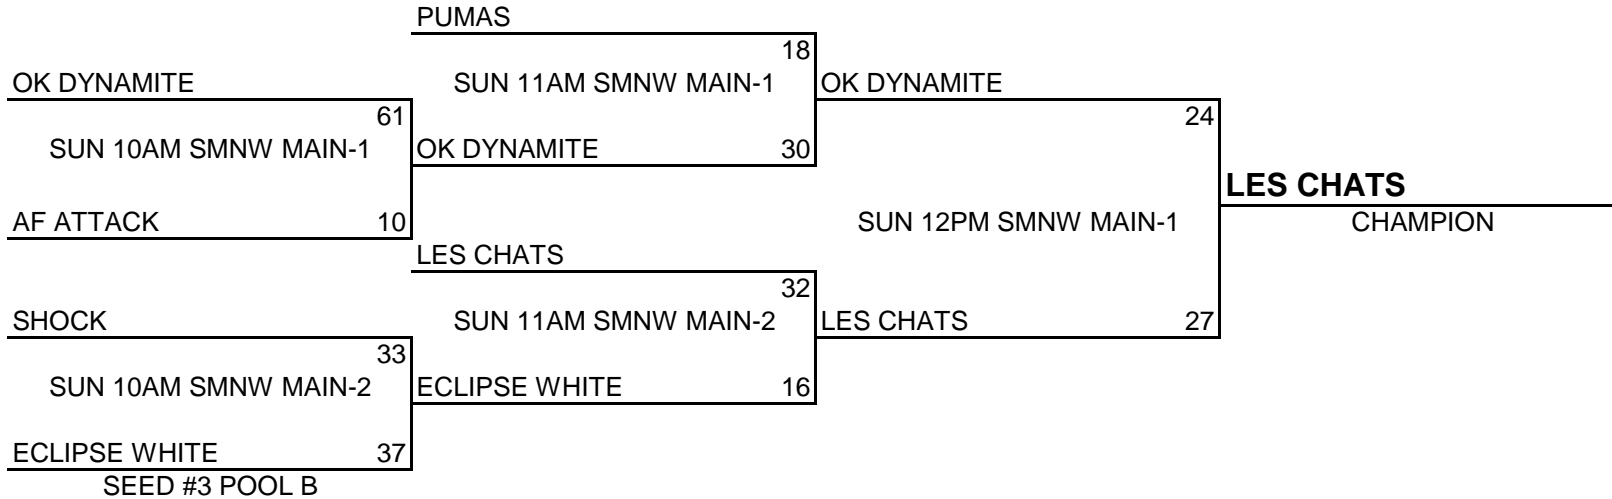 PUMAS
18
OK DYNAMITE
SUN 11AM SMNW MAIN-1
OK DYNAMITE
61
24
SUN 10AM SMNW MAIN-1
OK DYNAMITE
30
LES CHATS
AF ATTACK
10
SUN 12PM SMNW MAIN-1
CHAMPION
LES CHATS
32
SHOCK
SUN 11AM SMNW MAIN-2
LES CHATS
27
33
SUN 10AM SMNW MAIN-2
ECLIPSE WHITE
16
ECLIPSE WHITE
37
SEED #3 POOL B